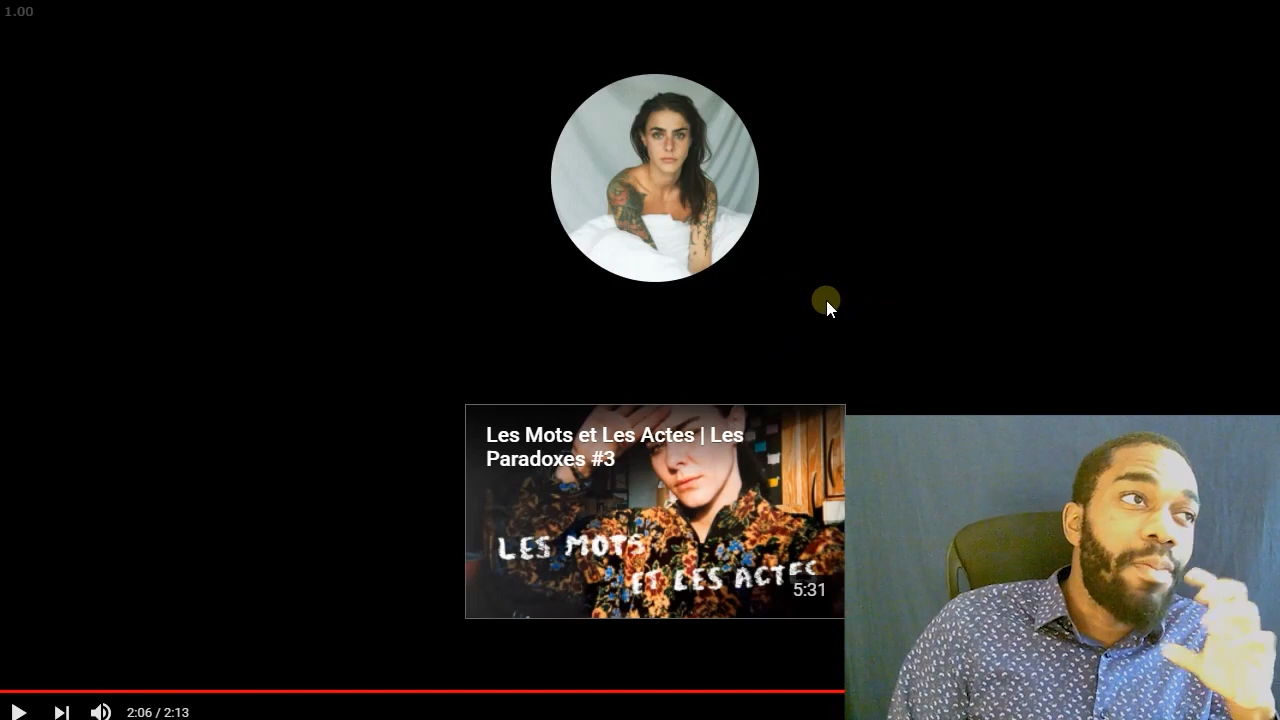 1.00
Les Mots et Les Actes | Les
Paradoxes #3
LES MOTS
ET LES ACTES
5:31
2:06 / 2:13